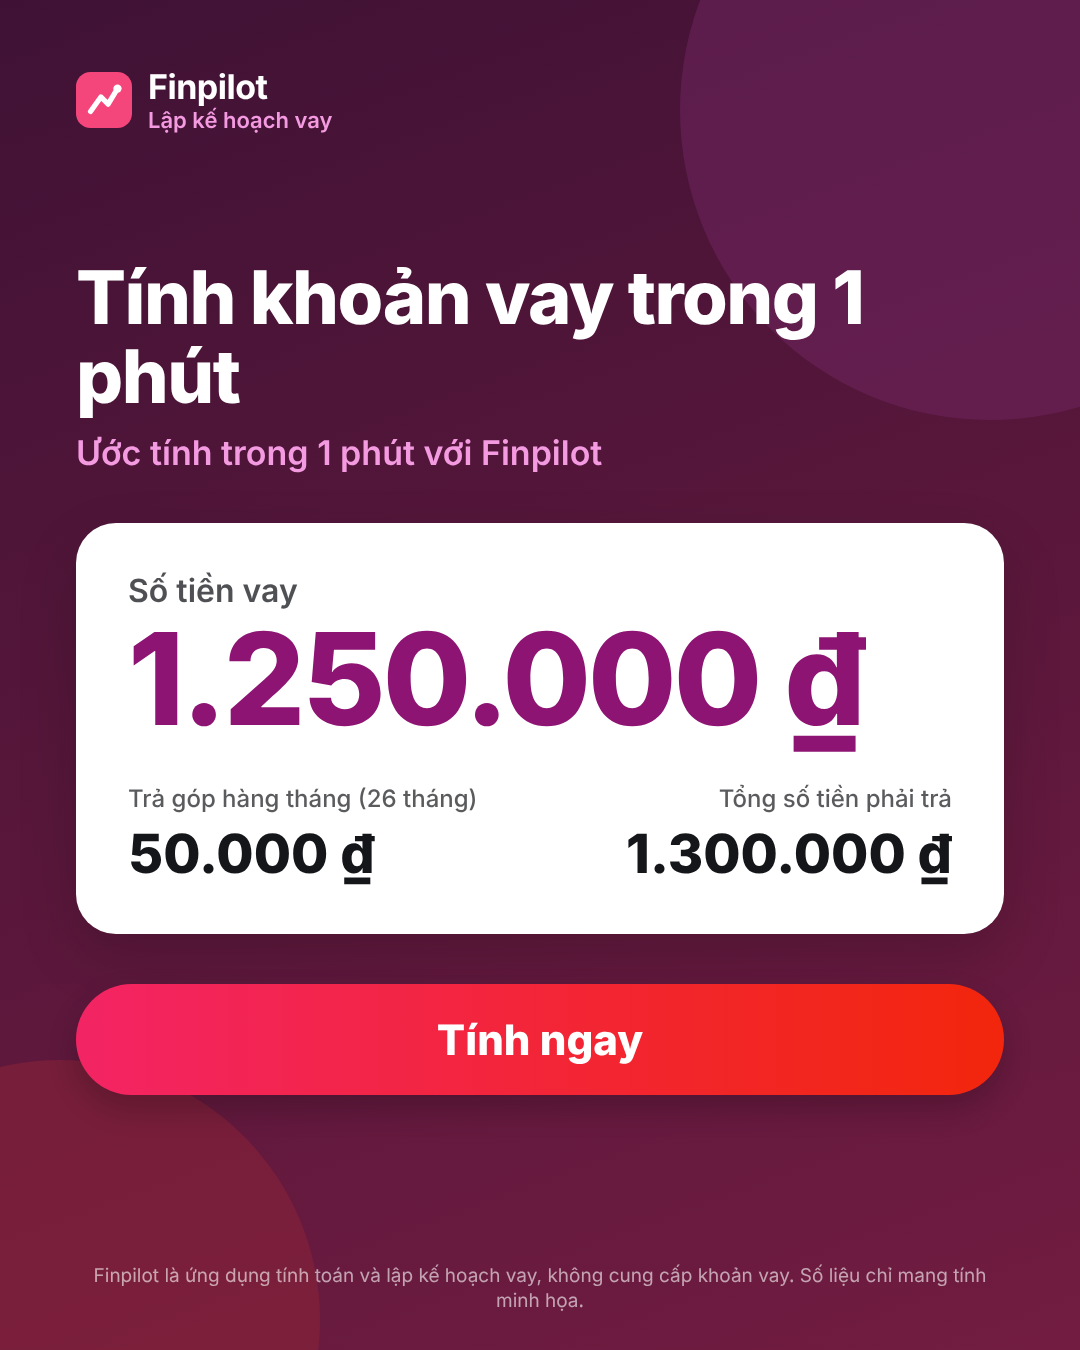 Finpilot
Lập kế hoạch vay
Tính khoản vay trong 1
phút
Ước tính trong 1 phút với Finpilot
Số tiền vay
1.250.000 ₫
Trả góp hàng tháng (26 tháng)
50.000 ₫
Tổng số tiền phải trả
1.300.000 ₫
Tính ngay
Finpilot là ứng dụng tính toán và lập kế hoạch vay, không cung cấp khoản vay. Số liệu chỉ mang tính
minh họa.